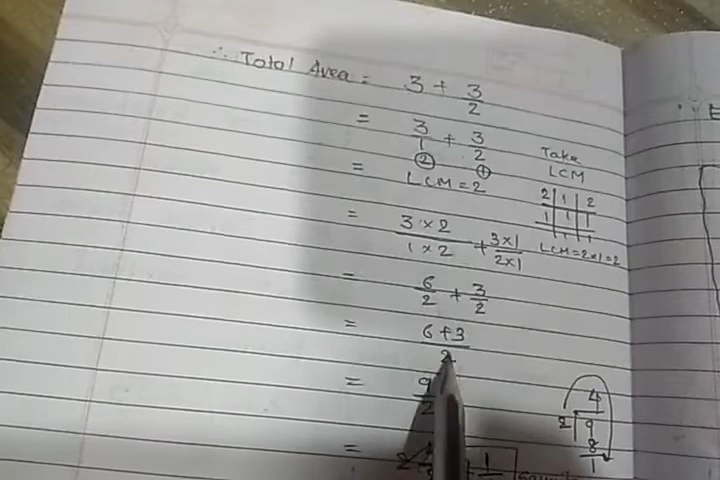 ∴ Total Area = 3 + 3/2
= 3/1 + 3/2
② ①
= LCM = 2
Take
LCM
2 | 1 | 2
1 | 1 | 1
1 | 1
LCM = 2×1 = 2
= 3×2/1×2 + 3×1/2×1
= 6/2 + 3/2
= 6+3/2
= 9/2
4
2 9
8
1
=